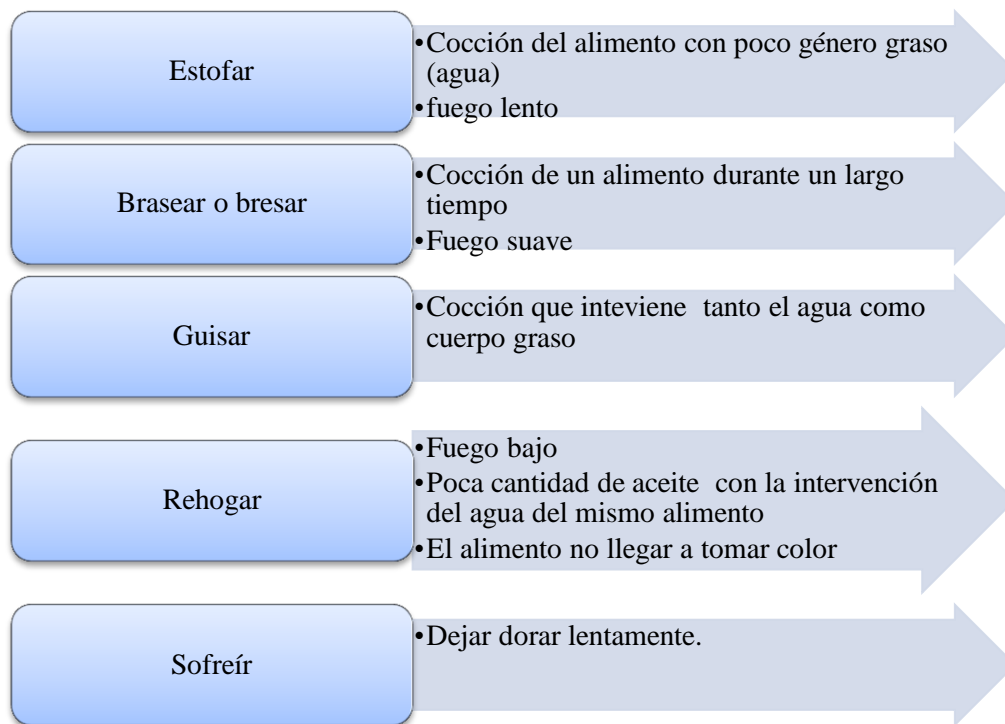 Estofar
•Cocción del alimento con poco género graso
(agua)
•fuego lento
Brasear o bresar
•Cocción de un alimento durante un largo
tiempo
•Fuego suave
Guisar
•Cocción que inteviene tanto el agua como
cuerpo graso
Rehogar
•Fuego bajo
•Poca cantidad de aceite con la intervención
del agua del mismo alimento
•El alimento no llegar a tomar color
Sofreír
•Dejar dorar lentamente.